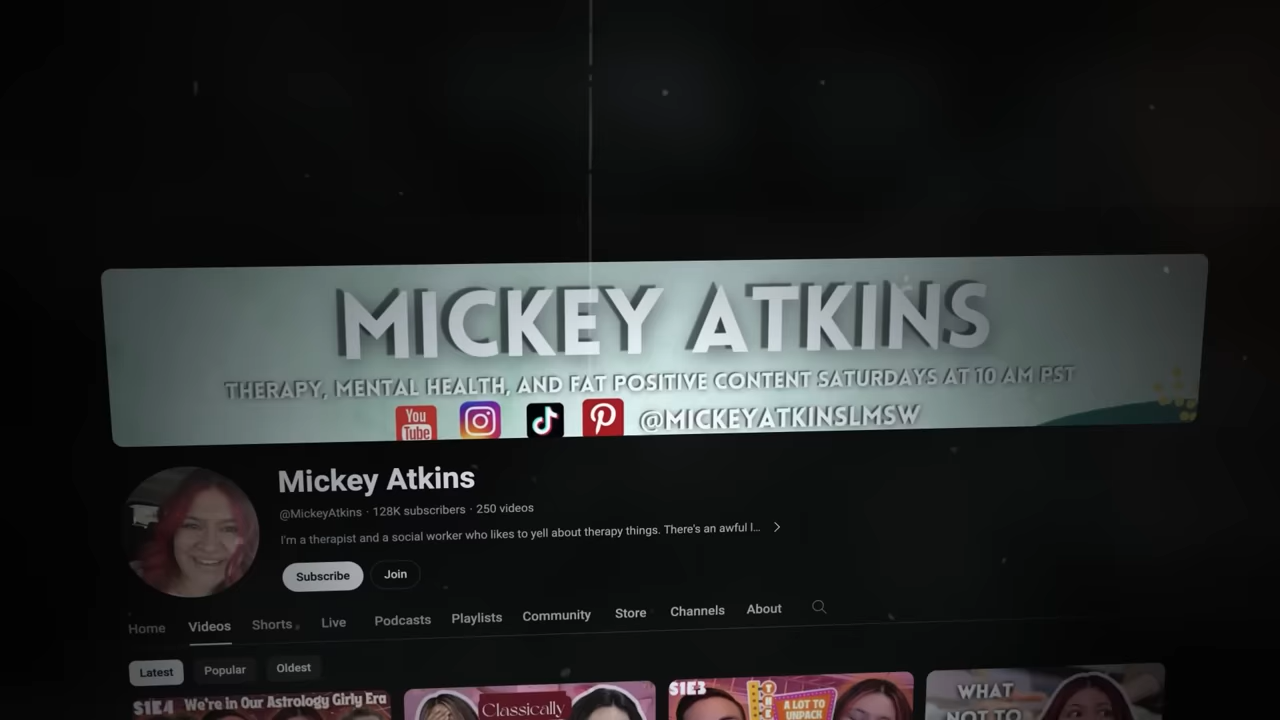 MICKEY ATKINS
THERAPY, MENTAL HEALTH, AND FAT POSITIVE CONTENT SATURDAYS AT 10 AM PST
You
Tube
@MICKEYATKINSLMSW
Mickey Atkins
@MickeyAtkins · 128K subscribers · 250 videos
I'm a therapist and a social worker who likes to yell about therapy things. There's an awful l...
Subscribe Join
Home Videos Shorts Live Podcasts Playlists Community Store Channels About
Latest Popular Oldest
S1E4 We're In Our Astrology Girly Era
Classically
S1E3
THE
A LOT TO
UNPACK
WHAT
NOT TO